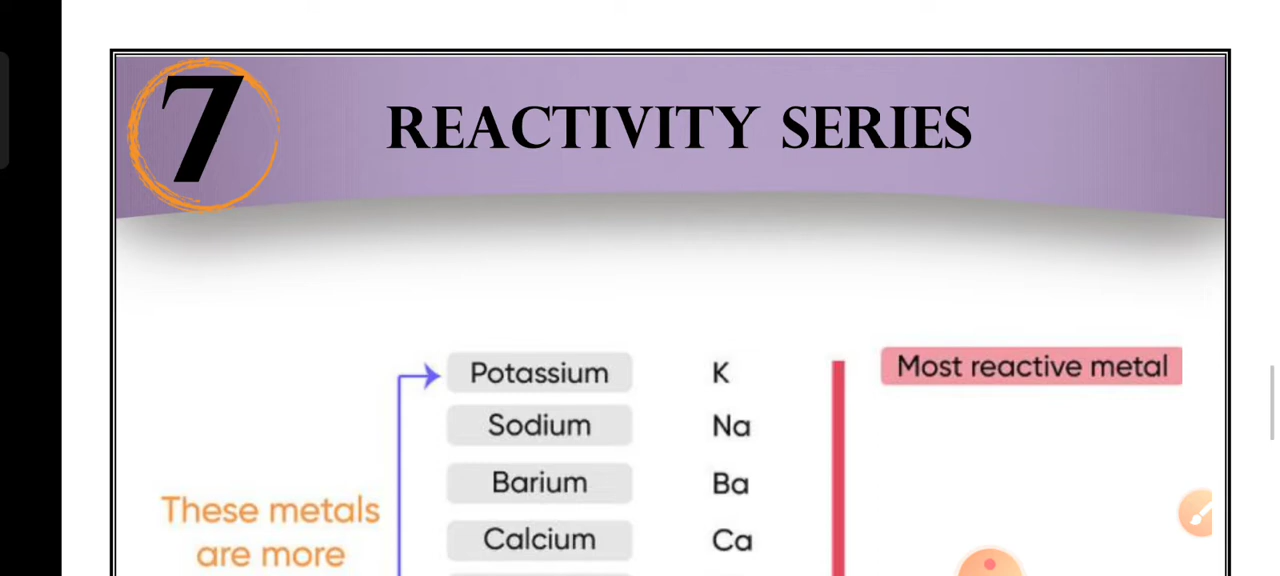 7
REACTIVITY SERIES
Potassium K Most reactive metal
Sodium Na
Barium Ba
These metals
are more
Calcium Ca